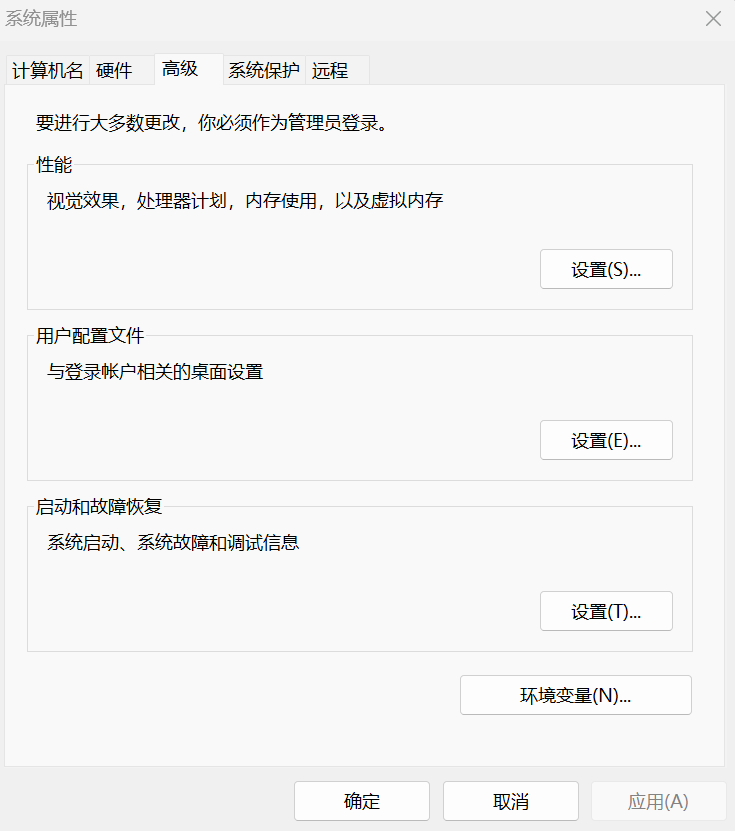 系统属性
计算机名 硬件 高级 系统保护 远程
要进行大多数更改，你必须作为管理员登录。
性能
视觉效果，处理器计划，内存使用，以及虚拟内存
设置(S)...
用户配置文件
与登录帐户相关的桌面设置
设置(E)...
启动和故障恢复
系统启动、系统故障和调试信息
设置(T)...
环境变量(N)...
确定 取消 应用(A)